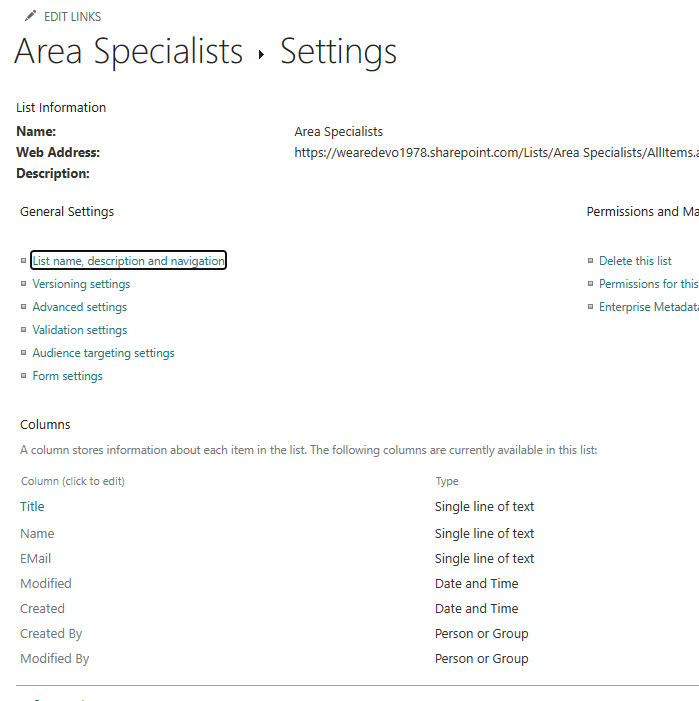 EDIT LINKS
Area Specialists ▸ Settings
List Information
Name: Area Specialists
Web Address: https://wearedevo1978.sharepoint.com/Lists/Area Specialists/AllItems.a
Description:
General Settings Permissions and Ma
List name, description and navigation Delete this list
Versioning settings Permissions for this
Advanced settings Enterprise Metadata
Validation settings
Audience targeting settings
Form settings
Columns
A column stores information about each item in the list. The following columns are currently available in this list:
Column (click to edit) Type
Title Single line of text
Name Single line of text
EMail Single line of text
Modified Date and Time
Created Date and Time
Created By Person or Group
Modified By Person or Group